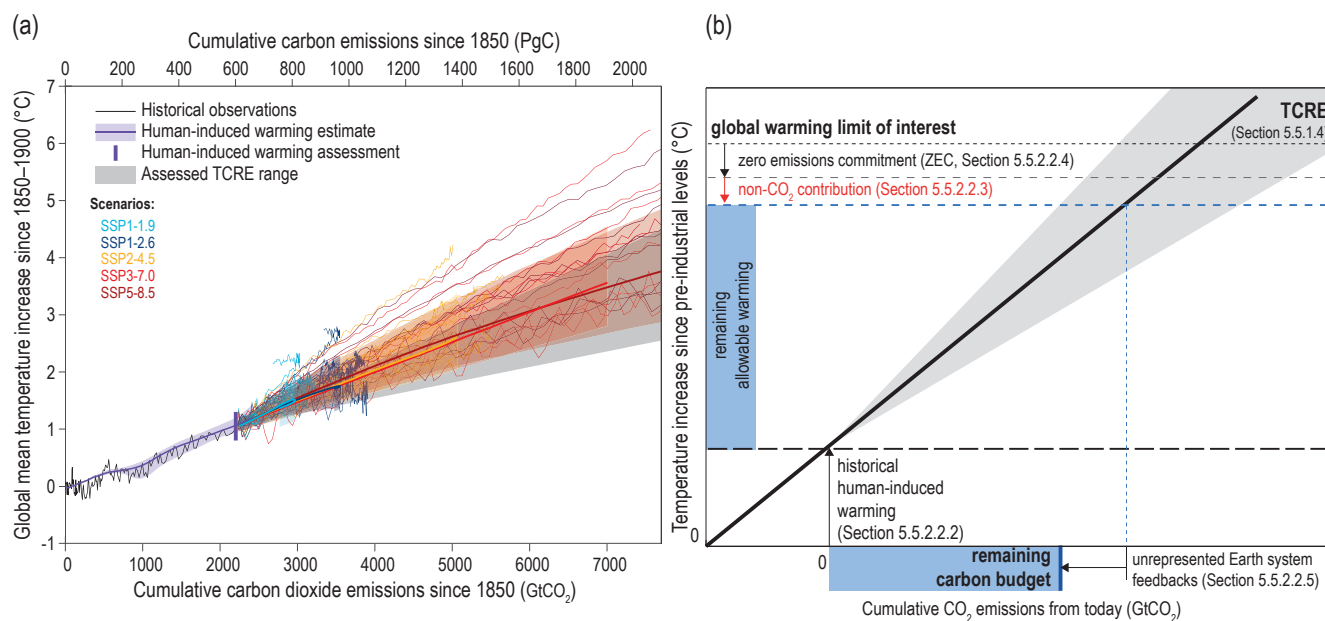 (a)
Cumulative carbon emissions since 1850 (PgC)
0 200 400 600 800 1000 1200 1400 1600 1800 2000
Global mean temperature increase since 1850–1900 (°C)
7
6
5
4
3
2
1
0
-1
Historical observations
Human-induced warming estimate
Human-induced warming assessment
Assessed TCRE range
Scenarios:
SSP1-1.9
SSP1-2.6
SSP2-4.5
SSP3-7.0
SSP5-8.5
0 1000 2000 3000 4000 5000 6000 7000
Cumulative carbon dioxide emissions since 1850 (GtCO₂)
(b)
Temperature increase since pre-industrial levels (°C)
TCRE
(Section 5.5.1.4)
global warming limit of interest
zero emissions commitment (ZEC, Section 5.5.2.2.4)
non-CO₂ contribution (Section 5.5.2.2.3)
remaining
allowable warming
historical
human-induced
warming
(Section 5.5.2.2.2)
0
0
remaining
carbon budget
unrepresented Earth system
feedbacks (Section 5.5.2.2.5)
Cumulative CO₂ emissions from today (GtCO₂)